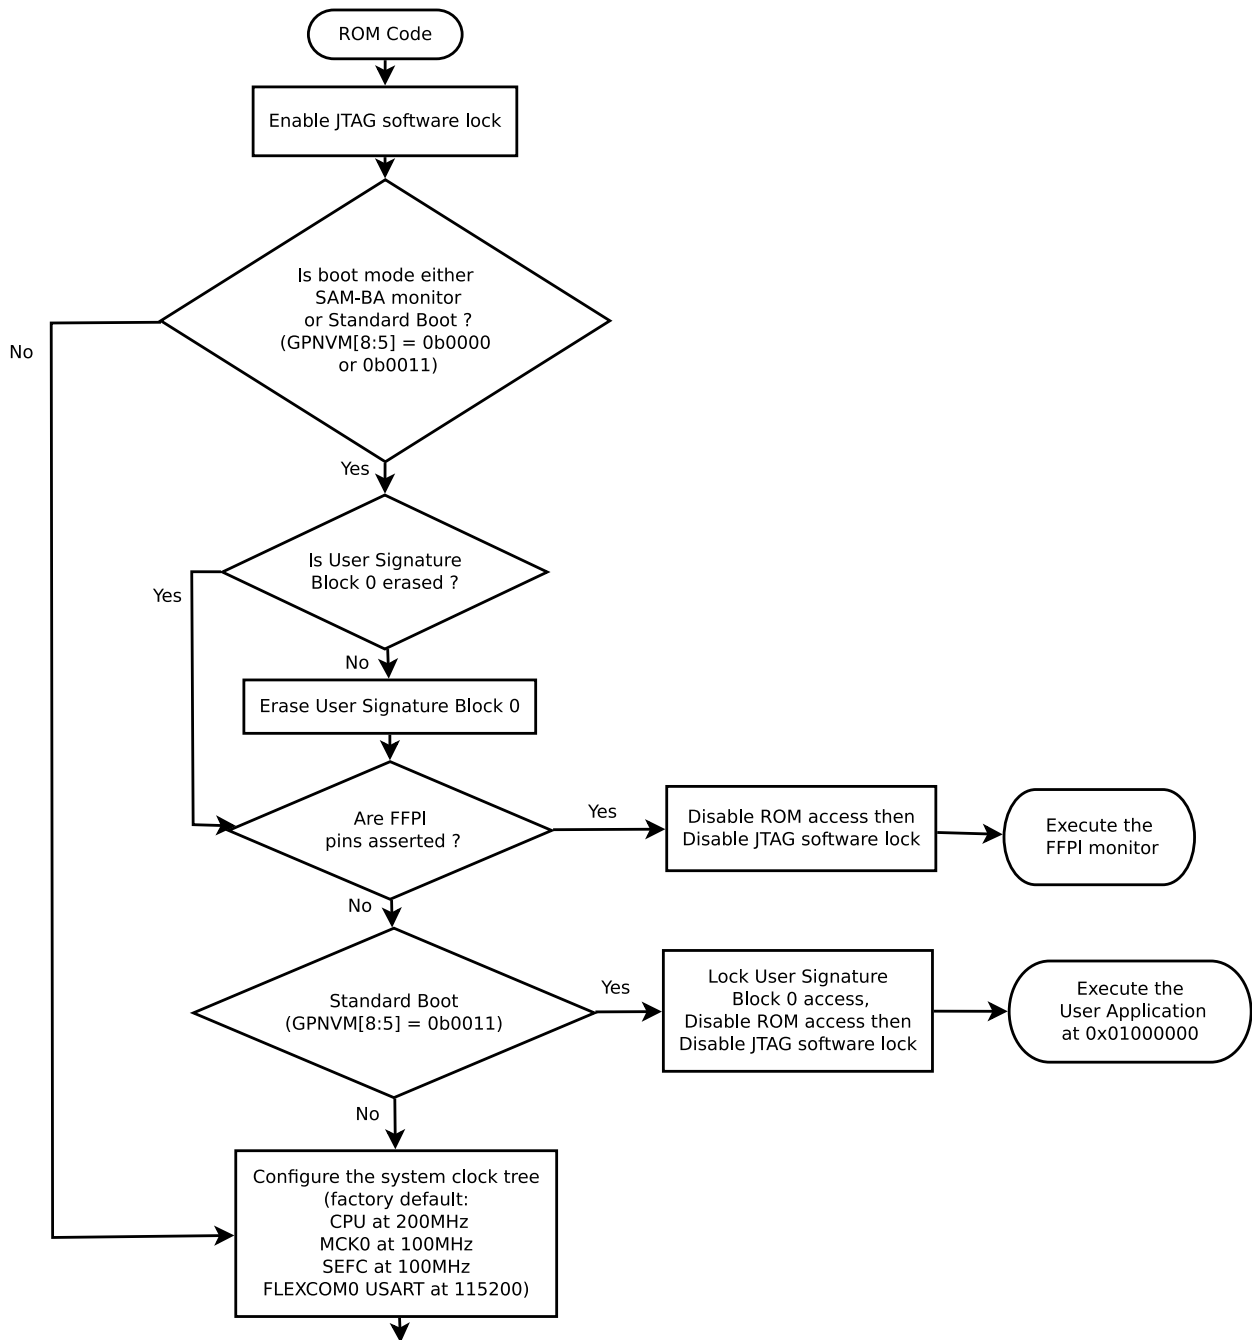 ROM Code
Enable JTAG software lock
Is boot mode either
SAM-BA monitor
or Standard Boot ?
(GPNVM[8:5] = 0b0000
or 0b0011)
No
Yes
Is User Signature
Block 0 erased ?
Yes
No
Erase User Signature Block 0
Are FFPI
pins asserted ?
Yes
Disable ROM access then
Disable JTAG software lock
Execute the
FFPI monitor
No
Standard Boot
(GPNVM[8:5] = 0b0011)
Yes
Lock User Signature
Block 0 access,
Disable ROM access then
Disable JTAG software lock
Execute the
User Application
at 0x01000000
No
Configure the system clock tree
(factory default:
CPU at 200MHz
MCK0 at 100MHz
SEFC at 100MHz
FLEXCOM0 USART at 115200)